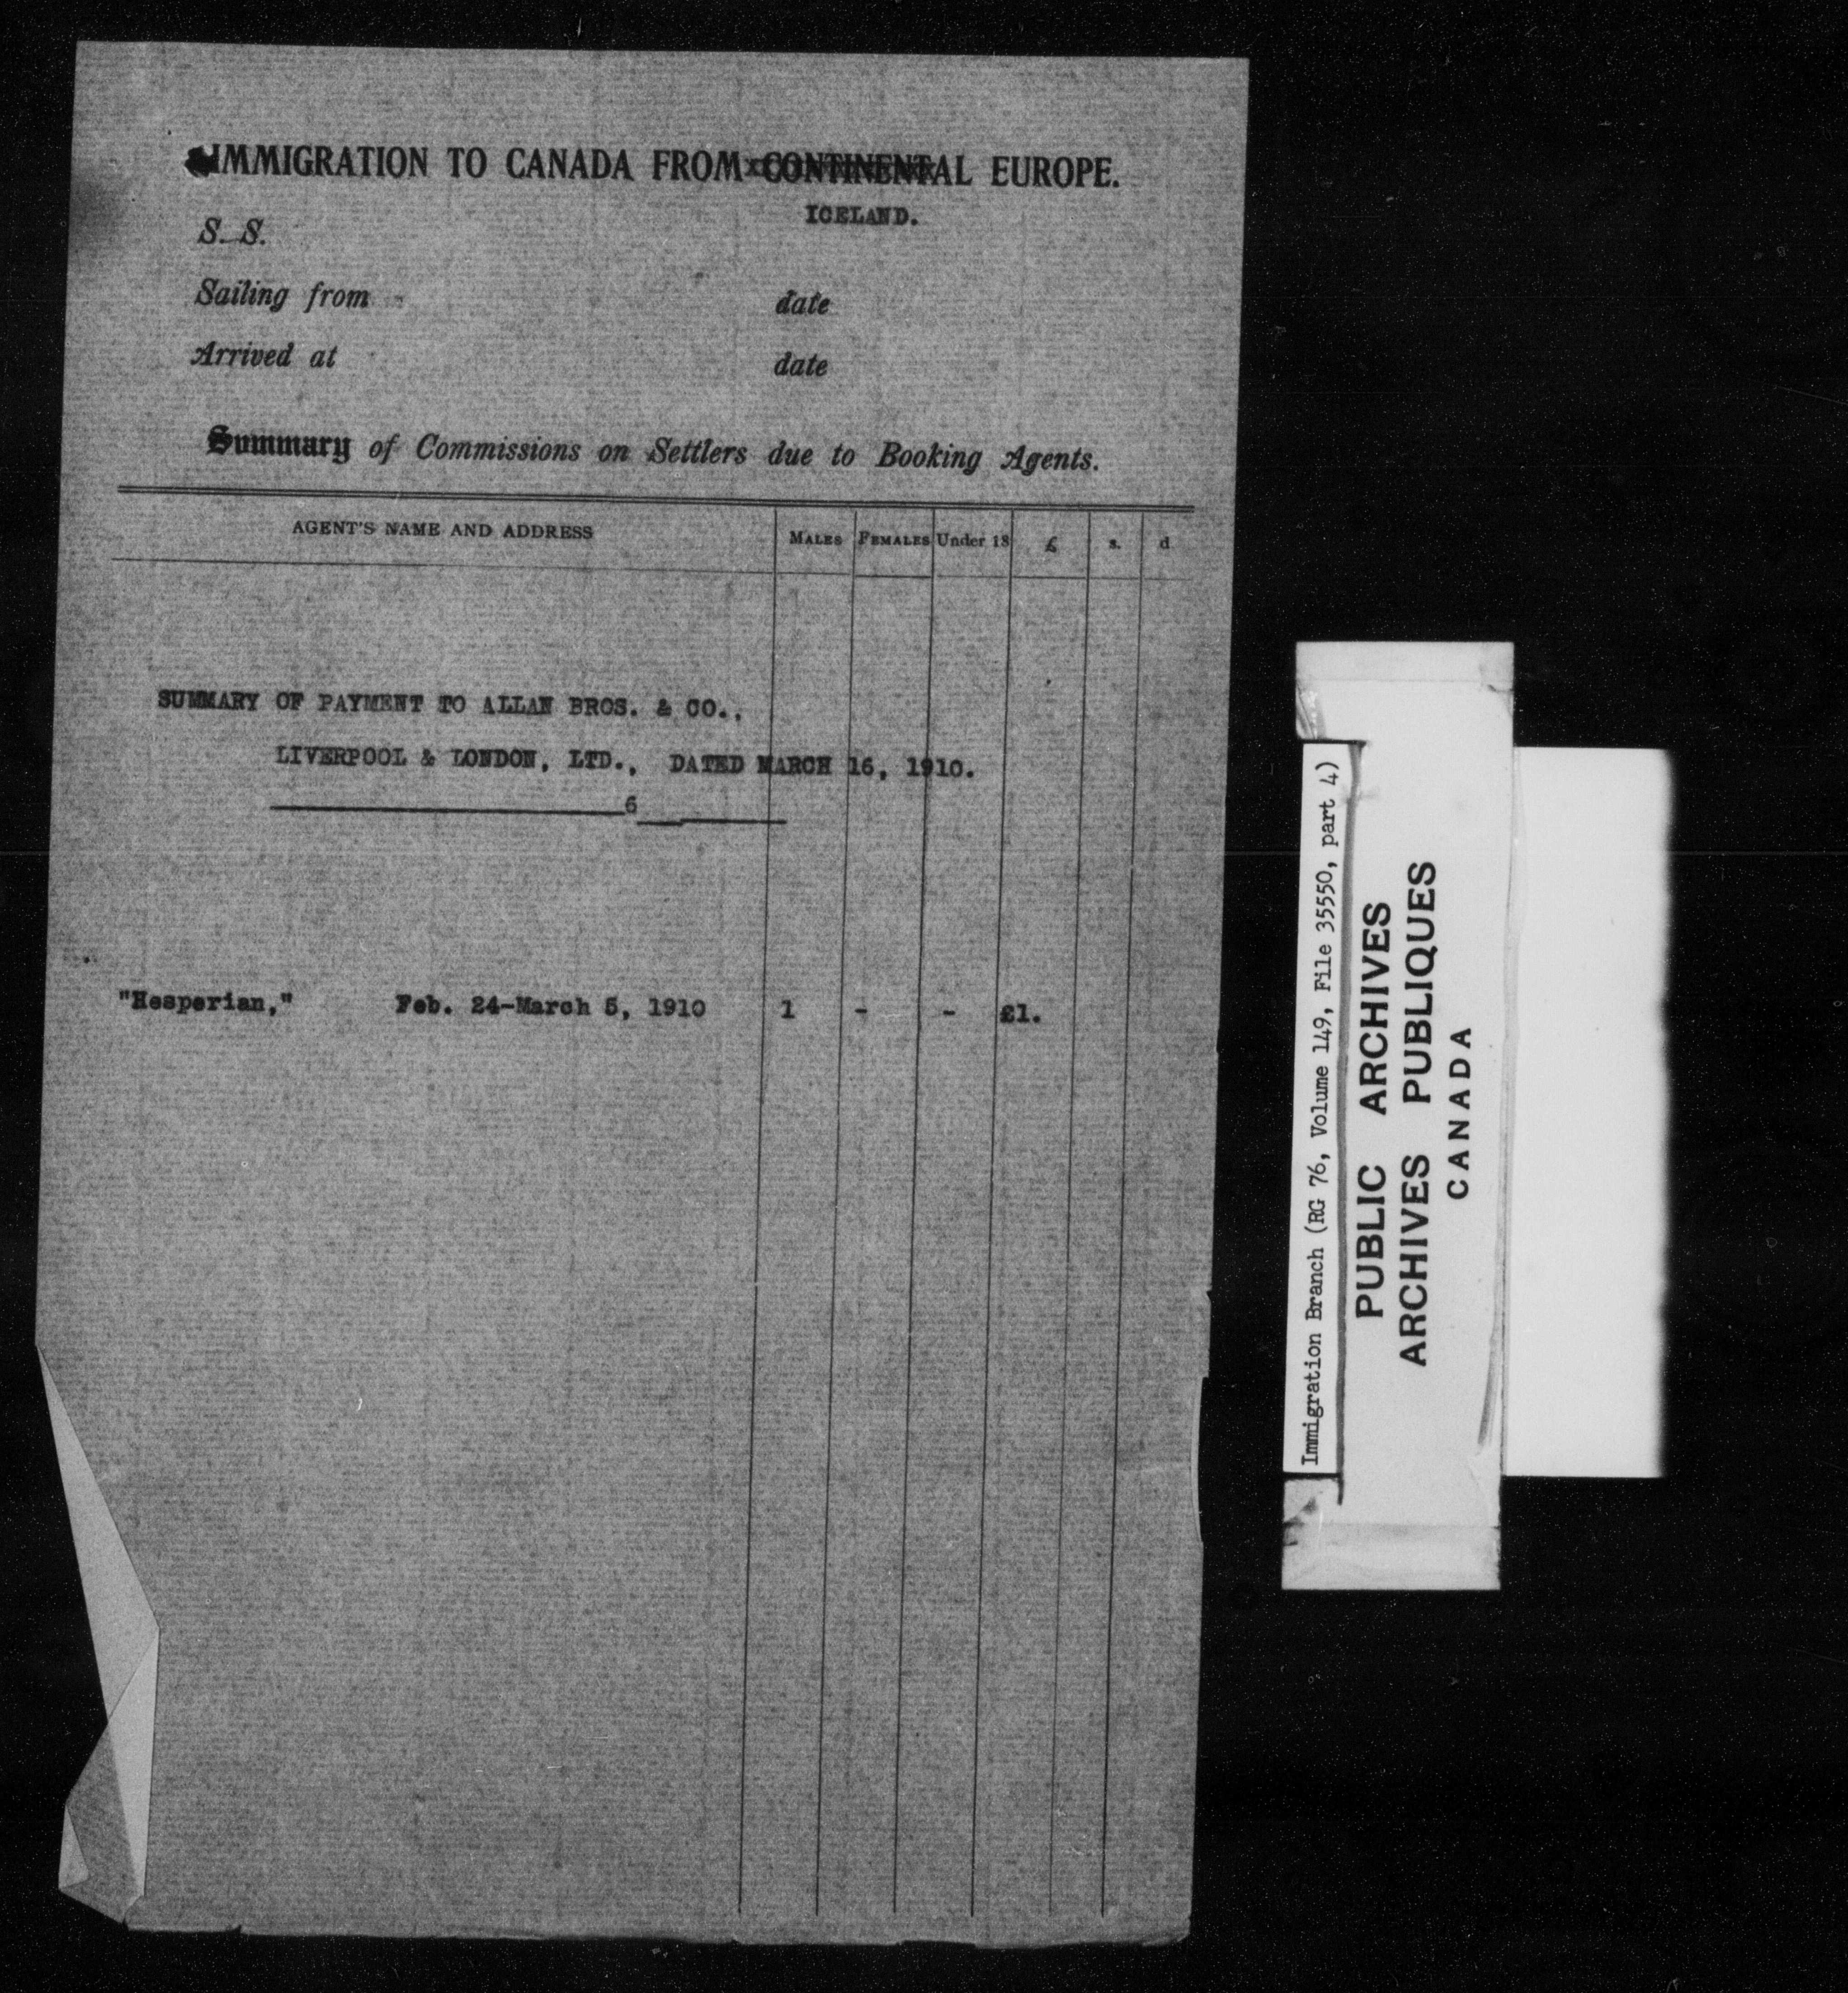 IMMIGRATION TO CANADA FROM CONTINENTAL EUROPE.
ICELAND.
S. S.
Sailing from date
Arrived at date
Summary of Commissions on Settlers due to Booking Agents.
AGENT'S NAME AND ADDRESS MALES FEMALES Under 18 £ s. d
SUMMARY OF PAYMENT TO ALLAN BROS. & CO.,
LIVERPOOL & LONDON, LTD., DATED MARCH 16, 1910.
6
"Hesperian," Feb. 24-March 5, 1910 1 - - £1.
Immigration Branch (RG 76, Volume 149, File 35550, part 4)
PUBLIC ARCHIVES
ARCHIVES PUBLIQUES
CANADA